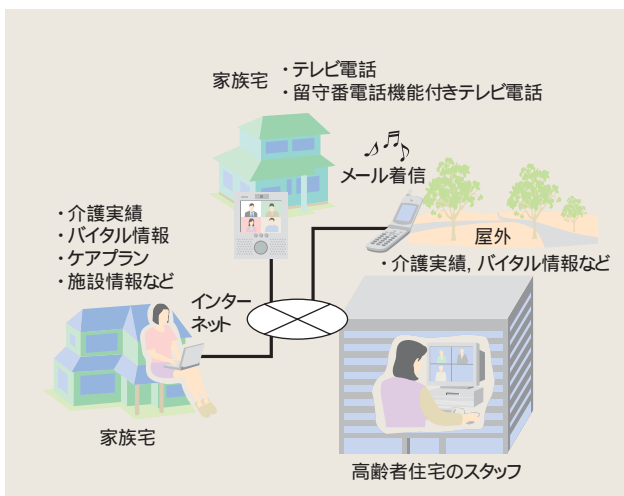 家族宅
・テレビ電話
・留守番電話機能付きテレビ電話
メール着信
・介護実績
・バイタル情報
・ケアプラン
・施設情報など
屋外
・介護実績, バイタル情報など
インター
ネット
家族宅
高齢者住宅のスタッフ